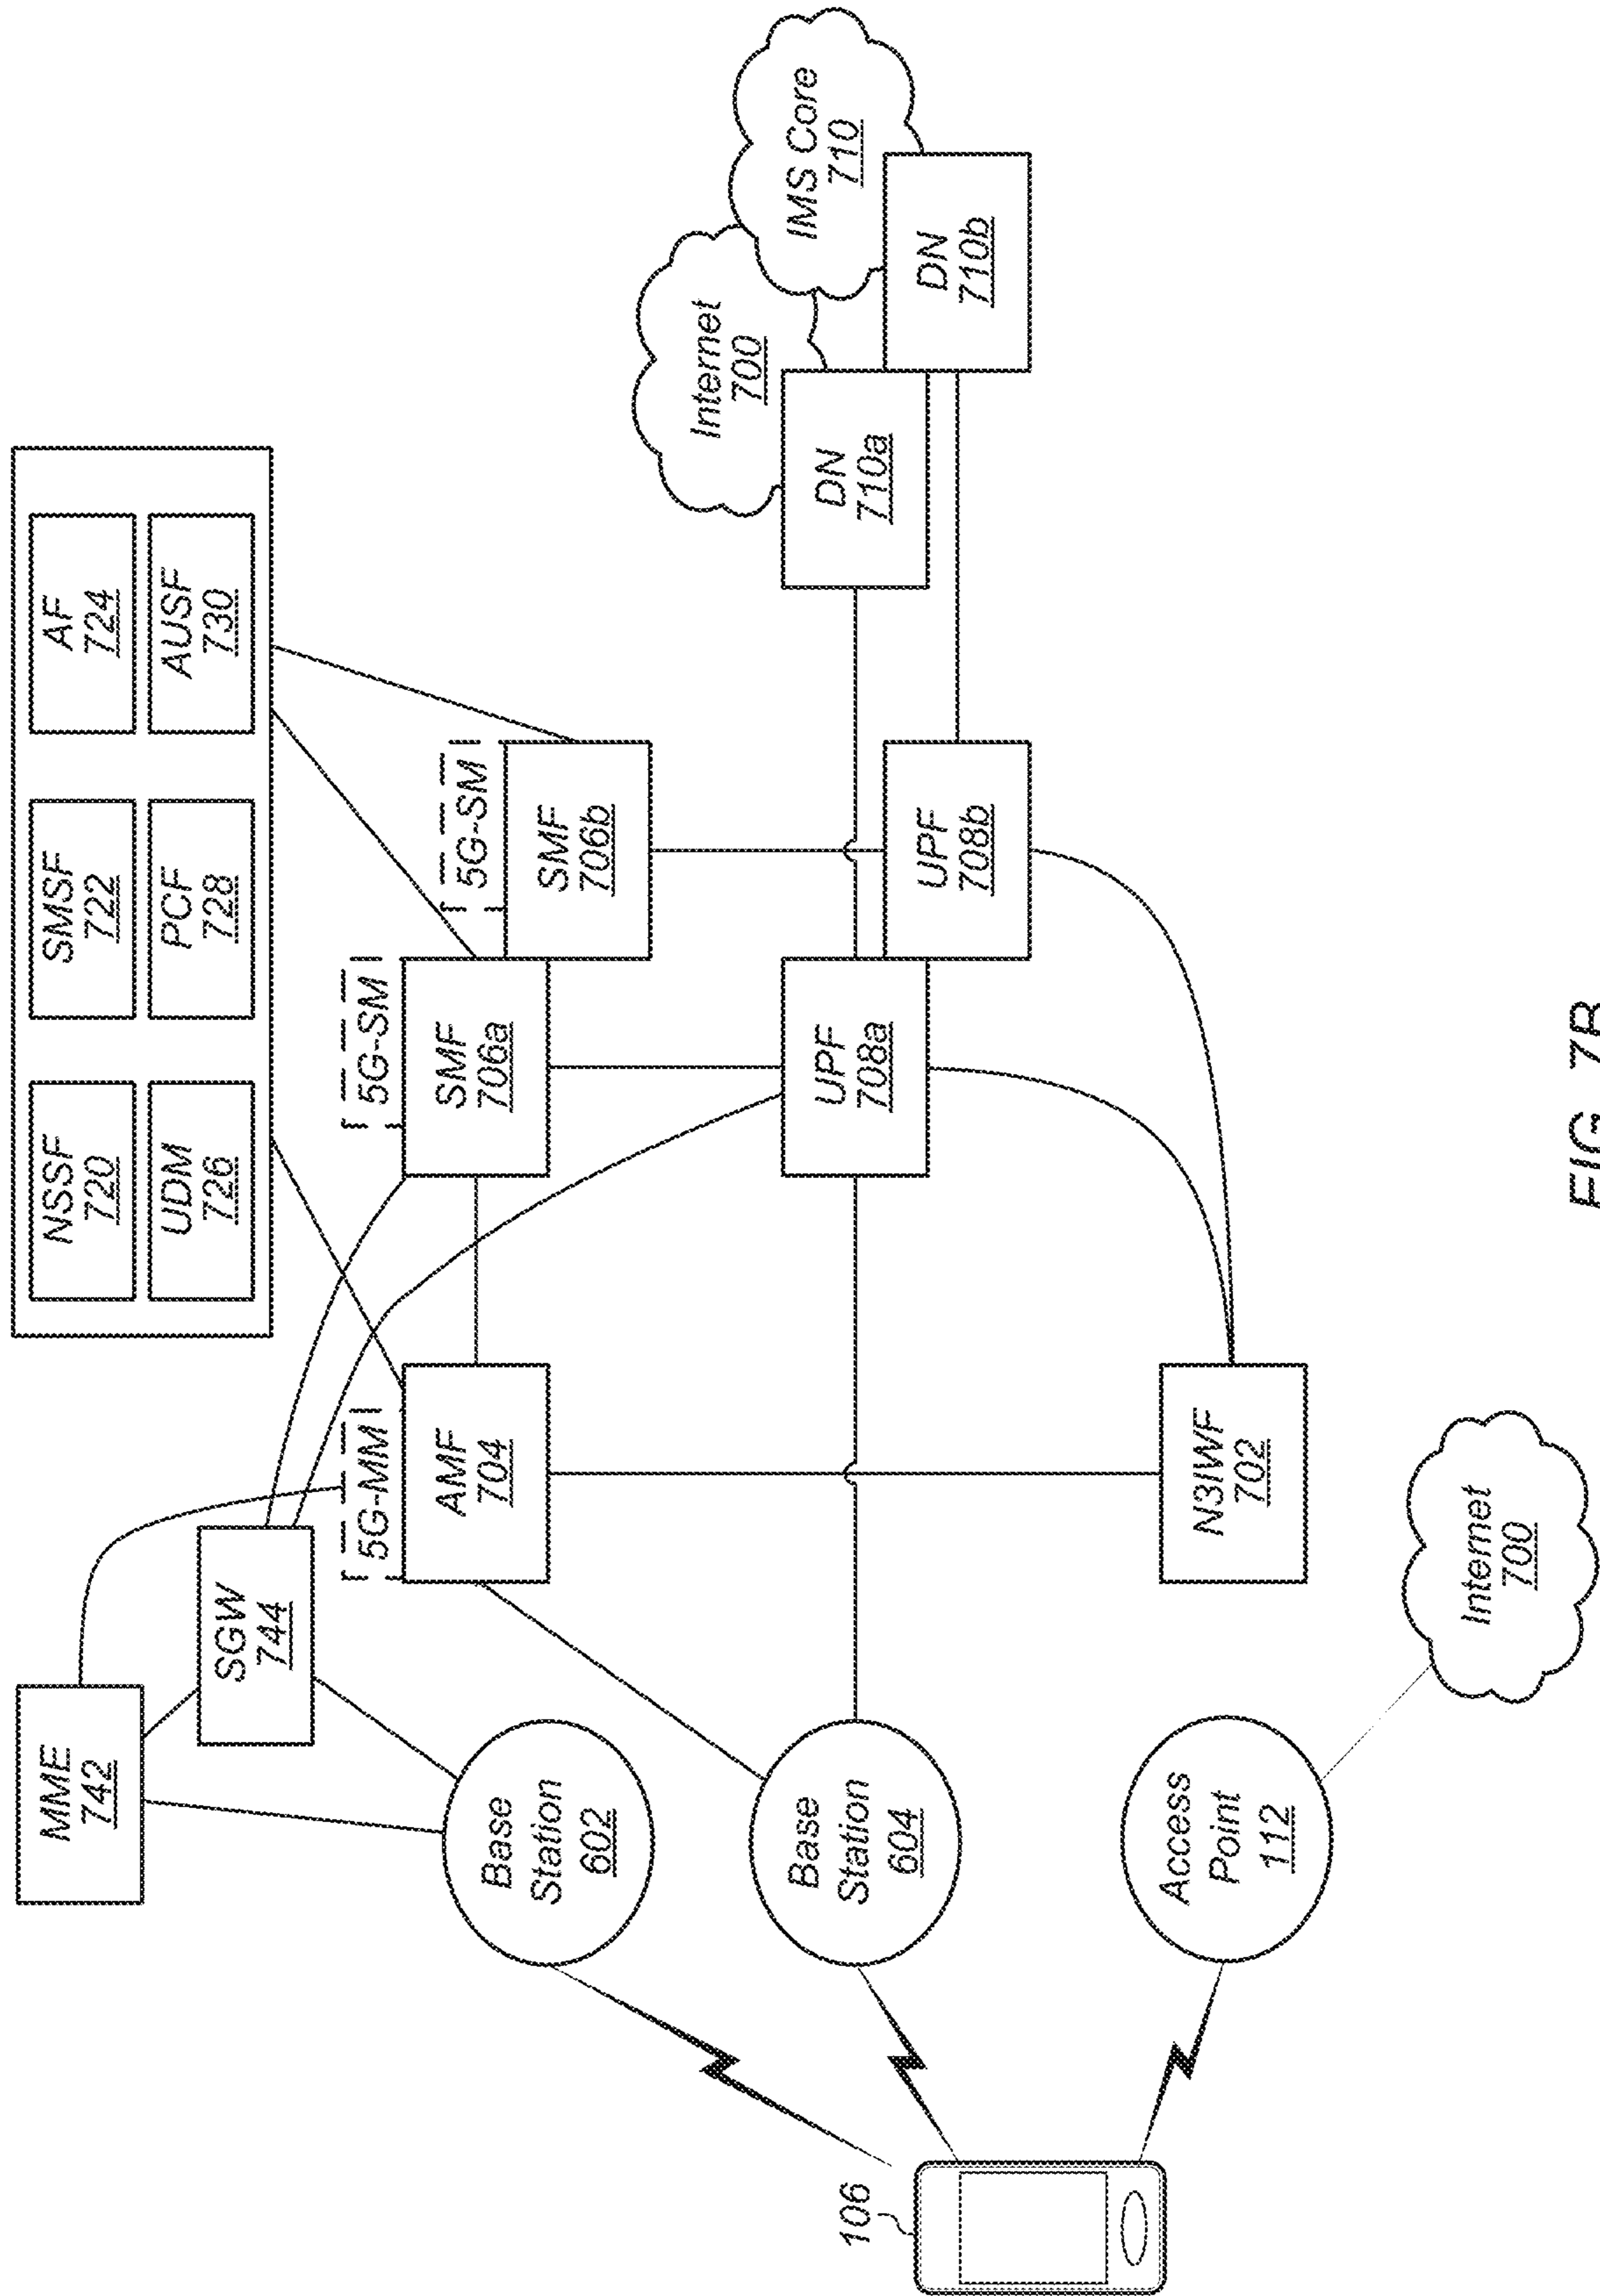 NSSF
720
SMSF
722
AF
724
UDM
726
PCF
728
AUSF
730
MME
742
SGW
744
5G-MM
AMF
704
5G-SM
SMF
706a
5G-SM
SMF
706b
Base
Station
602
Base
Station
604
UPF
708a
UPF
708b
Internet
700
DN
710a
IMS Core
710
DN
710b
106
Access
Point
112
N3IWF
702
Internet
700
FIG. 7B